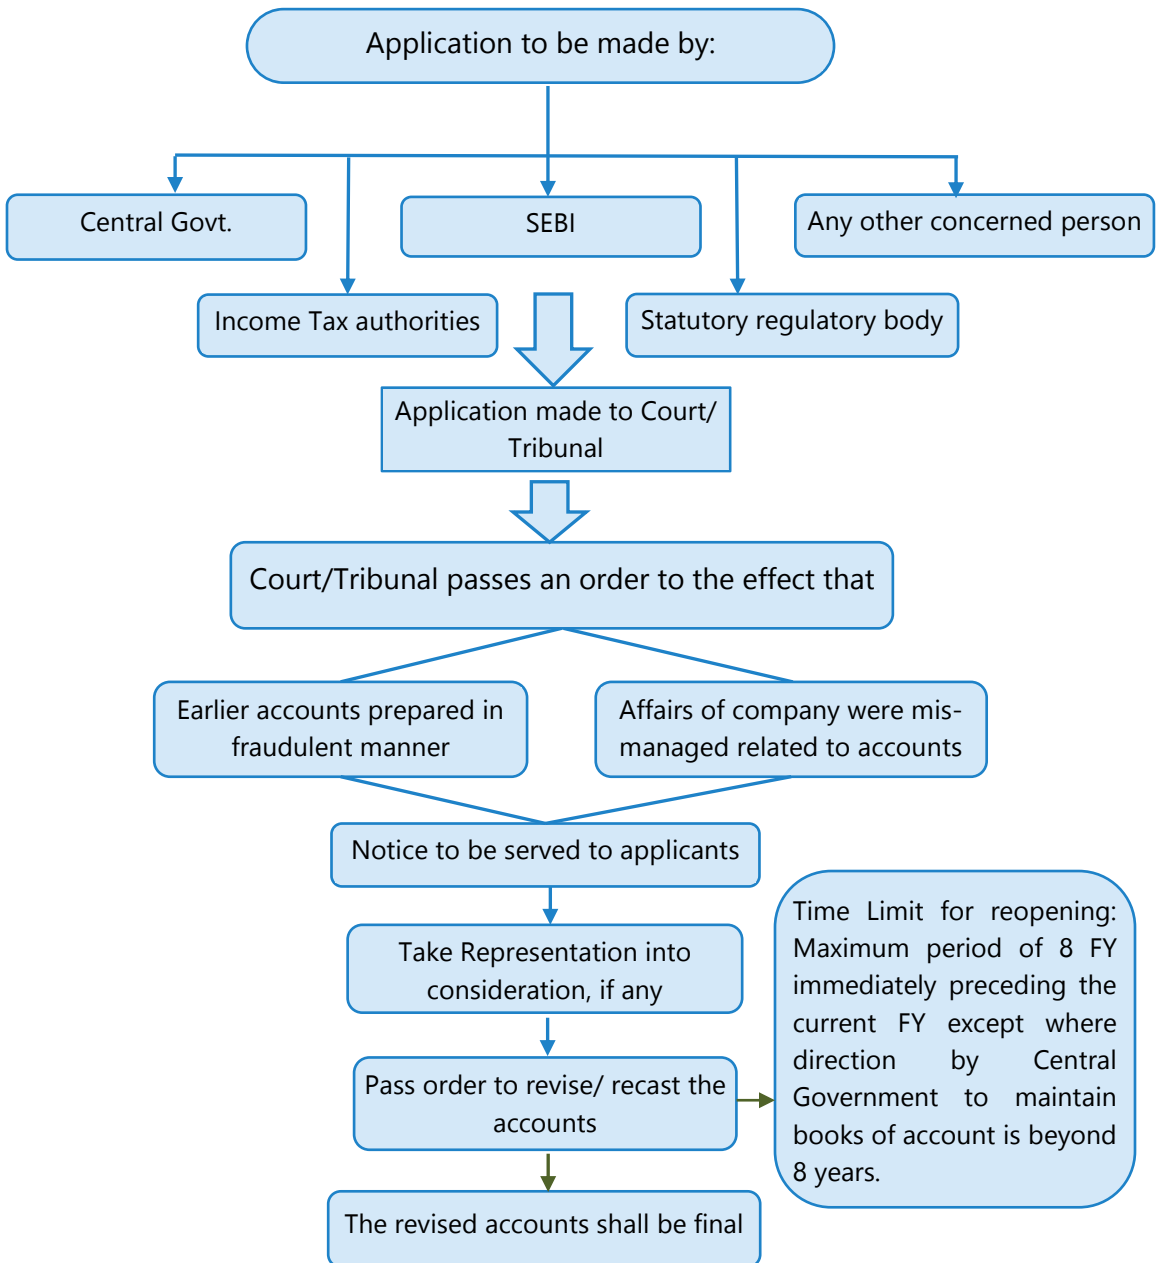 Application to be made by:
Central Govt.
SEBI
Any other concerned person
Income Tax authorities
Statutory regulatory body
Application made to Court/
Tribunal
Court/Tribunal passes an order to the effect that
Earlier accounts prepared in
fraudulent manner
Affairs of company were mis-
managed related to accounts
Notice to be served to applicants
Take Representation into
consideration, if any
Pass order to revise/ recast the
accounts
Time Limit for reopening:
Maximum period of 8 FY
immediately preceding the
current FY except where
direction by Central
Government to maintain
books of account is beyond
8 years.
The revised accounts shall be final